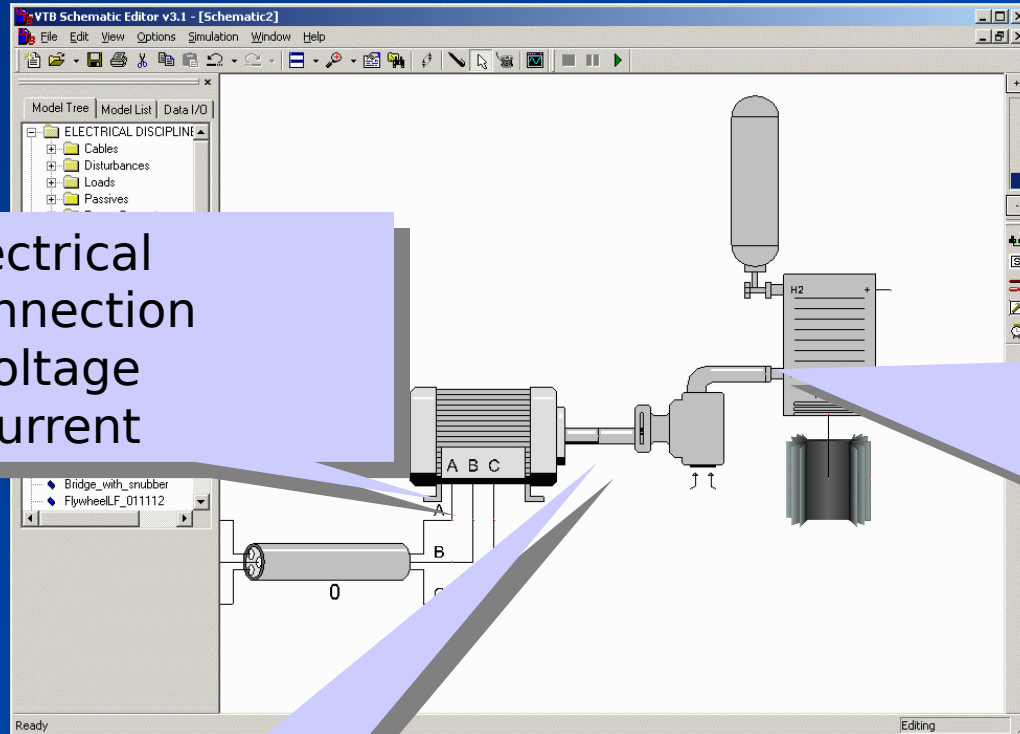 VTB Schematic Editor v3.1 - [Schematic2]
File Edit View Options Simulation Window Help
Model Tree Model List Data I/O
ELECTRICAL DISCIPLINE
Cables
Disturbances
Loads
Passives
ectrical
nnection
oltage
urrent
Bridge_with_snubber
FlywheelLF_011112
H2 +
A B C
A
B
C
0
Ready Editing